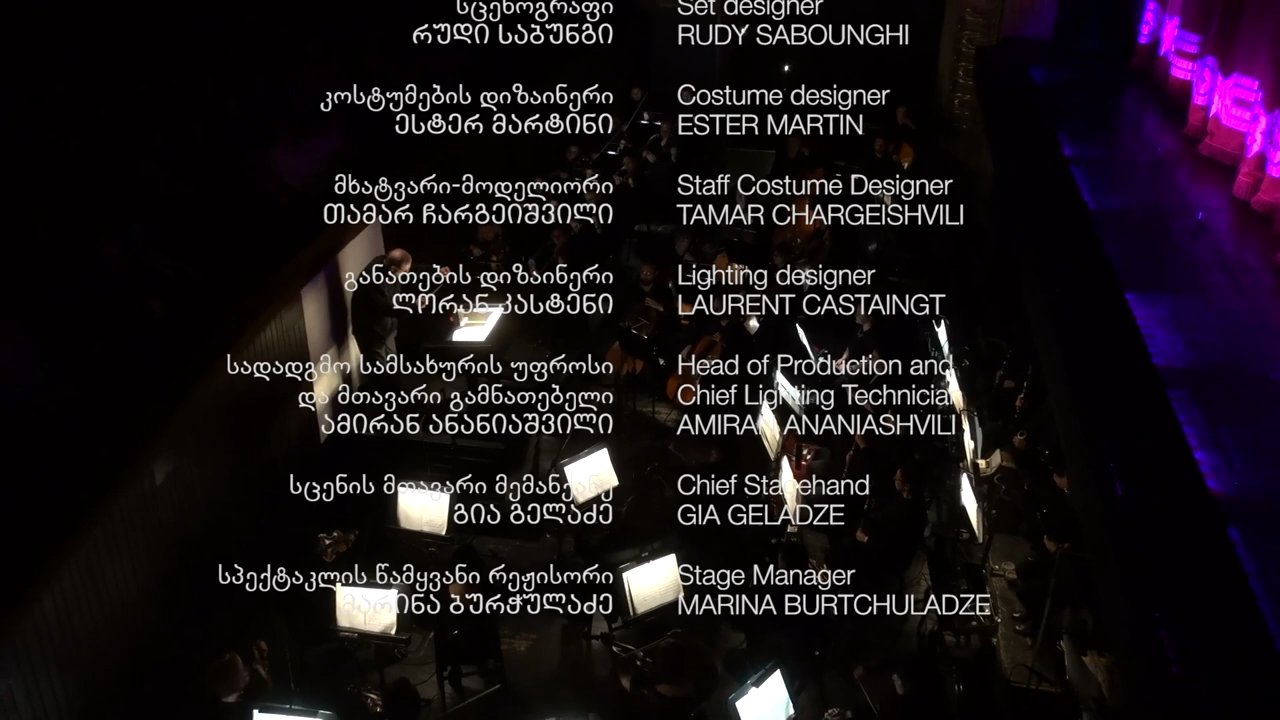 სცენოგრაფი Set designer
რუდი საბუნგი RUDY SABOUNGHI
კოსტუმების დიზაინერი Costume designer
ესტერ მარტინი ESTER MARTIN
მხატვარი-მოდელიორი Staff Costume Designer
თამარ ჩარგეიშვილი TAMAR CHARGEISHVILI
განათების დიზაინერი Lighting designer
ლორან კასტენი LAURENT CASTAINGT
სადადგმო სამსახურის უფროსი Head of Production and
და მთავარი გამნათებელი Chief Lighting Technician
ამირან ანანიაშვილი AMIRAN ANANIASHVILI
სცენის მთავარი მემანქანე Chief Stagehand
გია გელაძე GIA GELADZE
სპექტაკლის წამყვანი რეჟისორი Stage Manager
მარინა ბურჭულაძე MARINA BURTCHULADZE